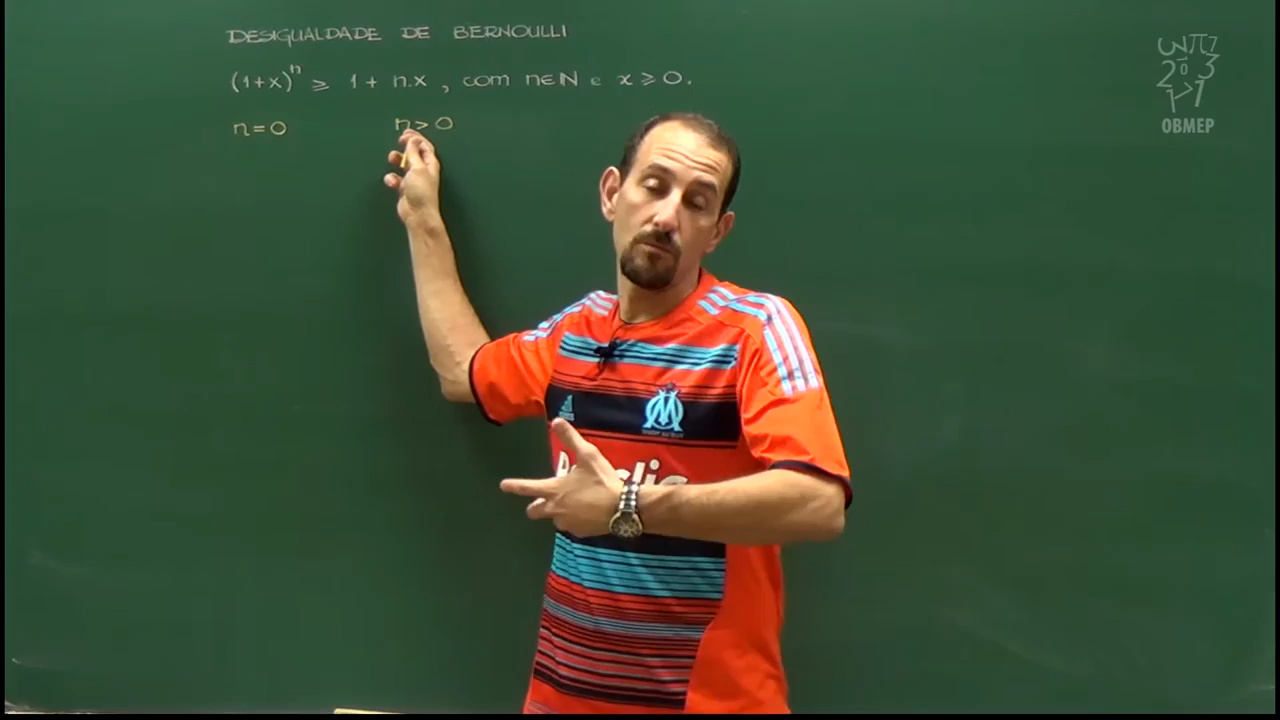 DESIGUALDADE DE BERNOULLI
(1+x)ⁿ ≥ 1 + n.x , com n∈ℕ e x ≥ 0.
n=0 n>0
OBMEP